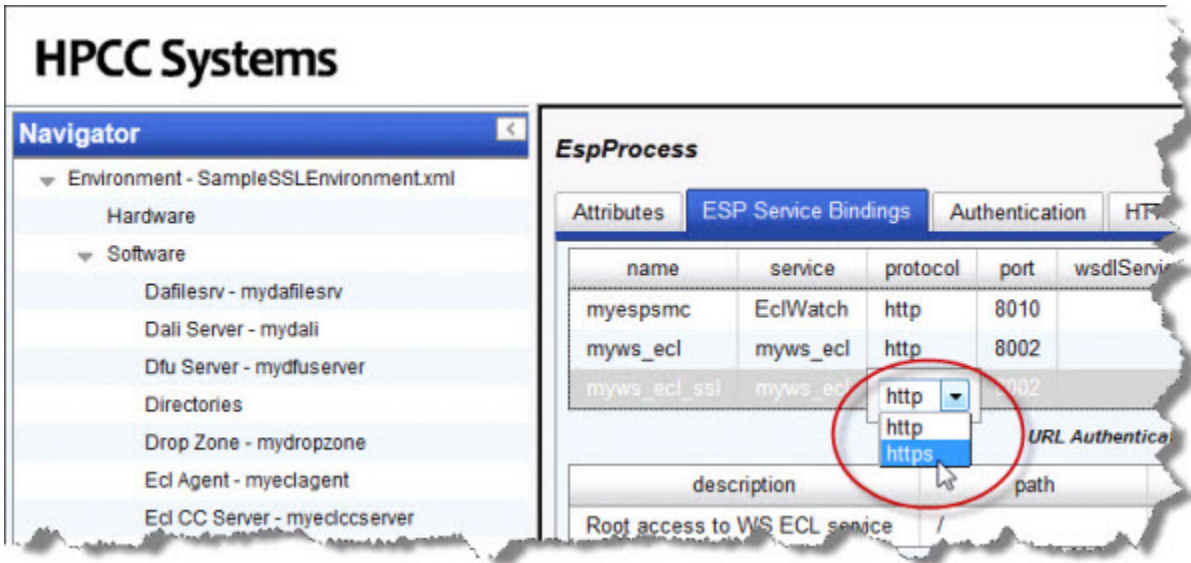 HPCC Systems
Navigator
Environment - SampleSSLEnvironment.xml
Hardware
Software
Dafilesrv - mydafilesrv
Dali Server - mydali
Dfu Server - mydfuserver
Directories
Drop Zone - mydropzone
Ecl Agent - myeclagent
Ecl CC Server - myeclccserver
EspProcess
Attributes ESP Service Bindings Authentication
name service protocol port
myespsmc EclWatch http 8010
myws_ecl myws_ecl http 8002
myws_ecl_ssl myws_ecl http 8002
http
https
URL
description path
Root access to WS ECL service /